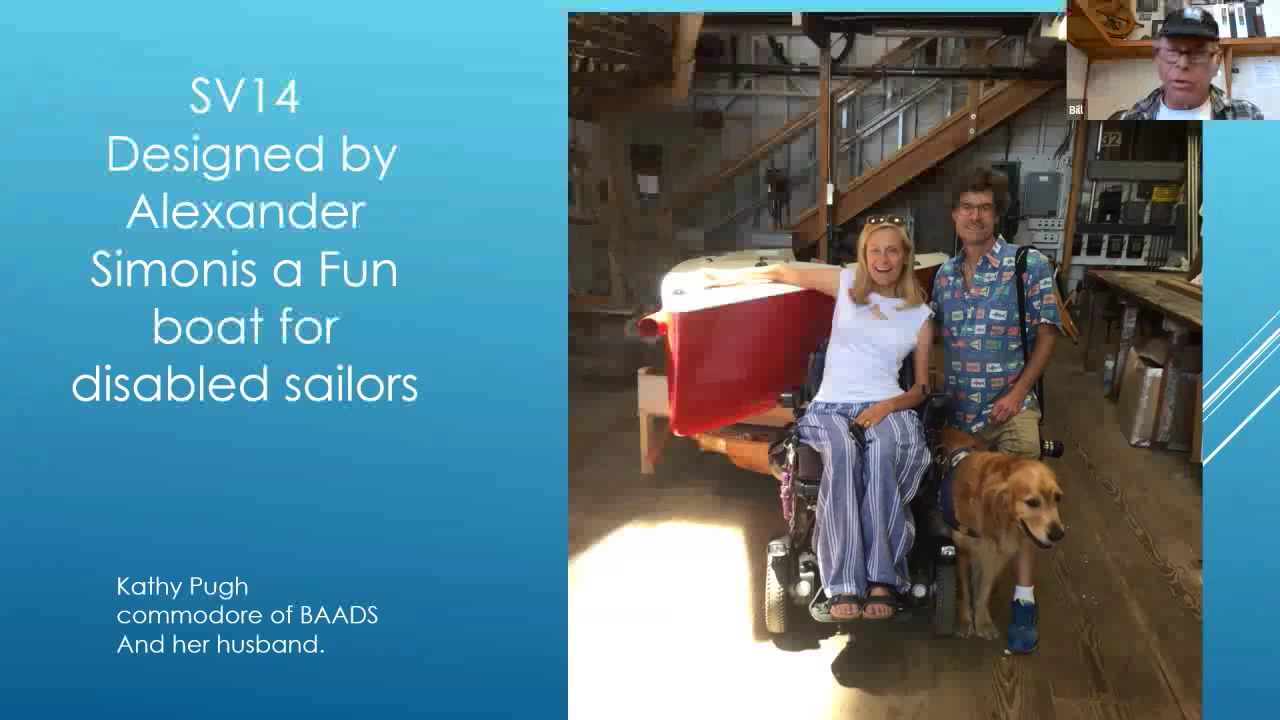 SV14
Designed by
Alexander
Simonis a Fun
boat for
disabled sailors
Kathy Pugh
commodore of BAADS
And her husband.
Bill
32